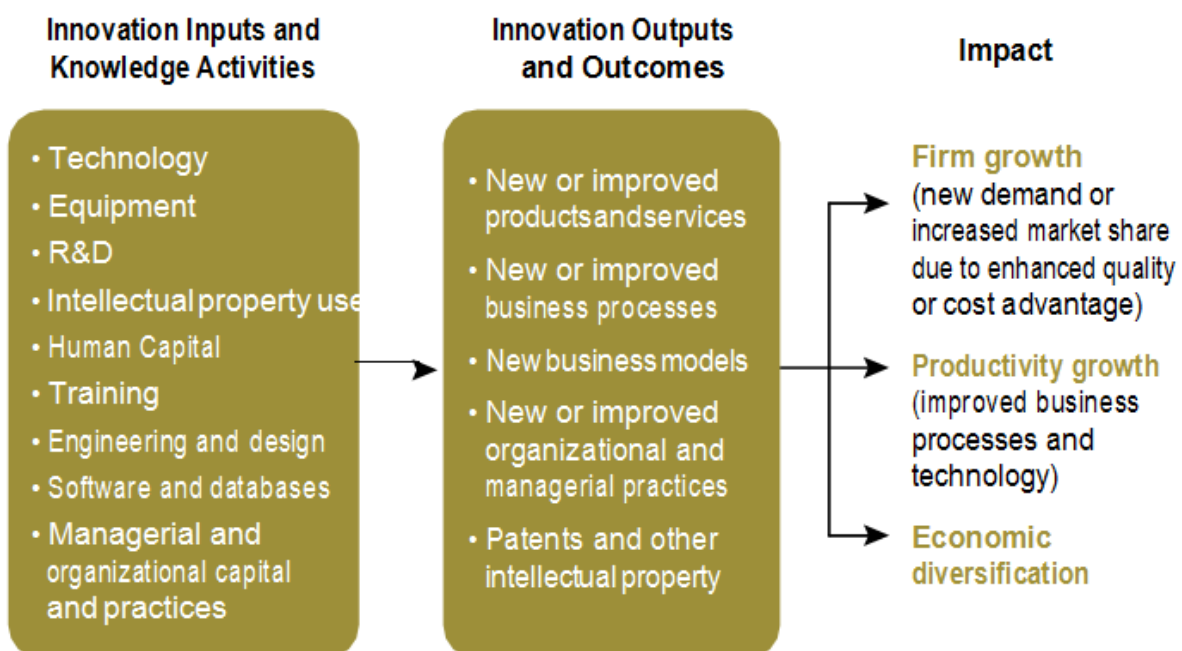 Innovation Inputs and
Knowledge Activities
• Technology
• Equipment
• R&D
• Intellectual property use
• Human Capital
• Training
• Engineering and design
• Software and databases
• Managerial and
organizational capital
and practices
Innovation Outputs
and Outcomes
• New or improved
products and services
• New or improved
business processes
• New business models
• New or improved
organizational and
managerial practices
• Patents and other
intellectual property
Impact
Firm growth
(new demand or
increased market share
due to enhanced quality
or cost advantage)
Productivity growth
(improved business
processes and
technology)
Economic
diversification